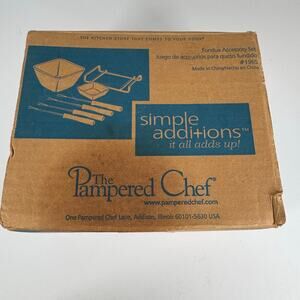 THE KITCHEN STORE THAT COMES TO YOUR DOOR®
Fondue Accessory Set
Juego de accesorios para queso fundido
#1965
Made in China/Hecho en China
simple
additions™
it all adds up!
The
Pampered Chef®
www.pamperedchef.com
One Pampered Chef Lane, Addison, Illinois 60101-5630 USA